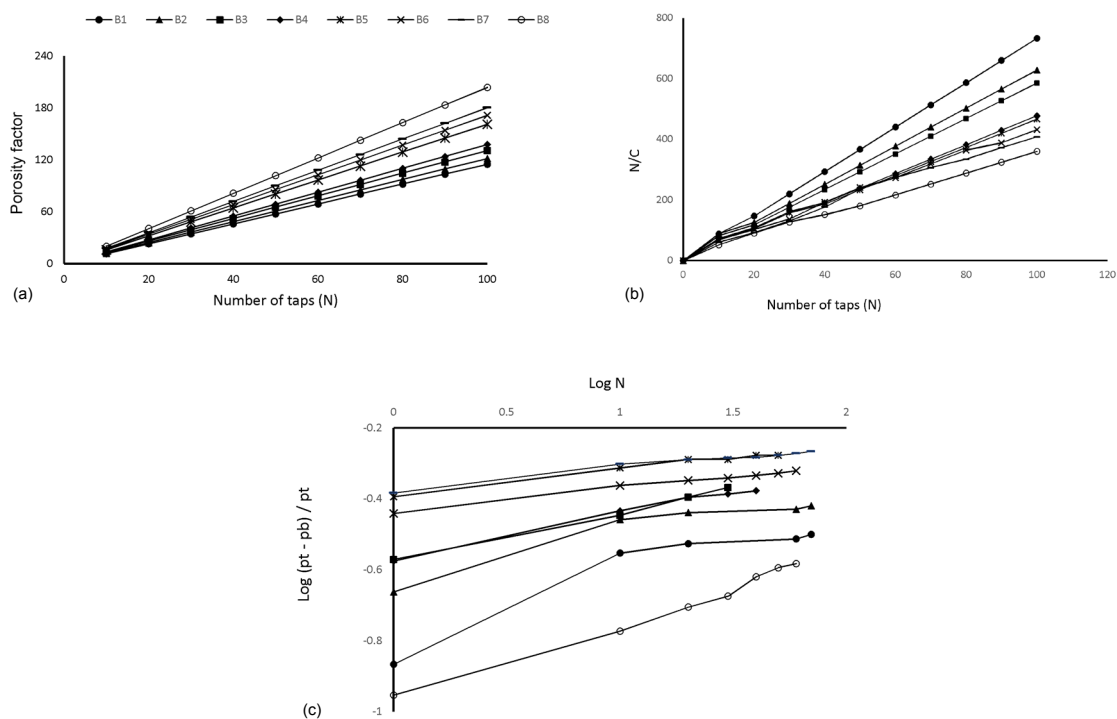 B1 B2 B3 B4 B5 B6 B7 B8
240
180
120
60
0
Porosity factor
0 20 40 60 80 100
Number of taps (N)
(a)
800
600
400
200
0
N/C
0 20 40 60 80 100 120
Number of taps (N)
(b)
Log N
0 0.5 1 1.5 2
-0.2
-0.4
-0.6
-0.8
-1
Log (pt - pb) / pt
(c)